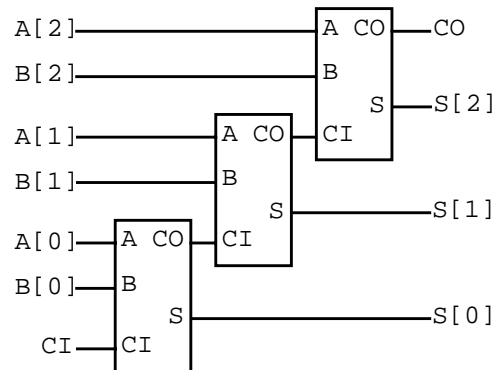 A[2] A CO CO
B[2] B
S S[2]
A[1] A CO CI
B[1] B
S S[1]
A[0] A CO CI
B[0] B
S S[0]
CI CI